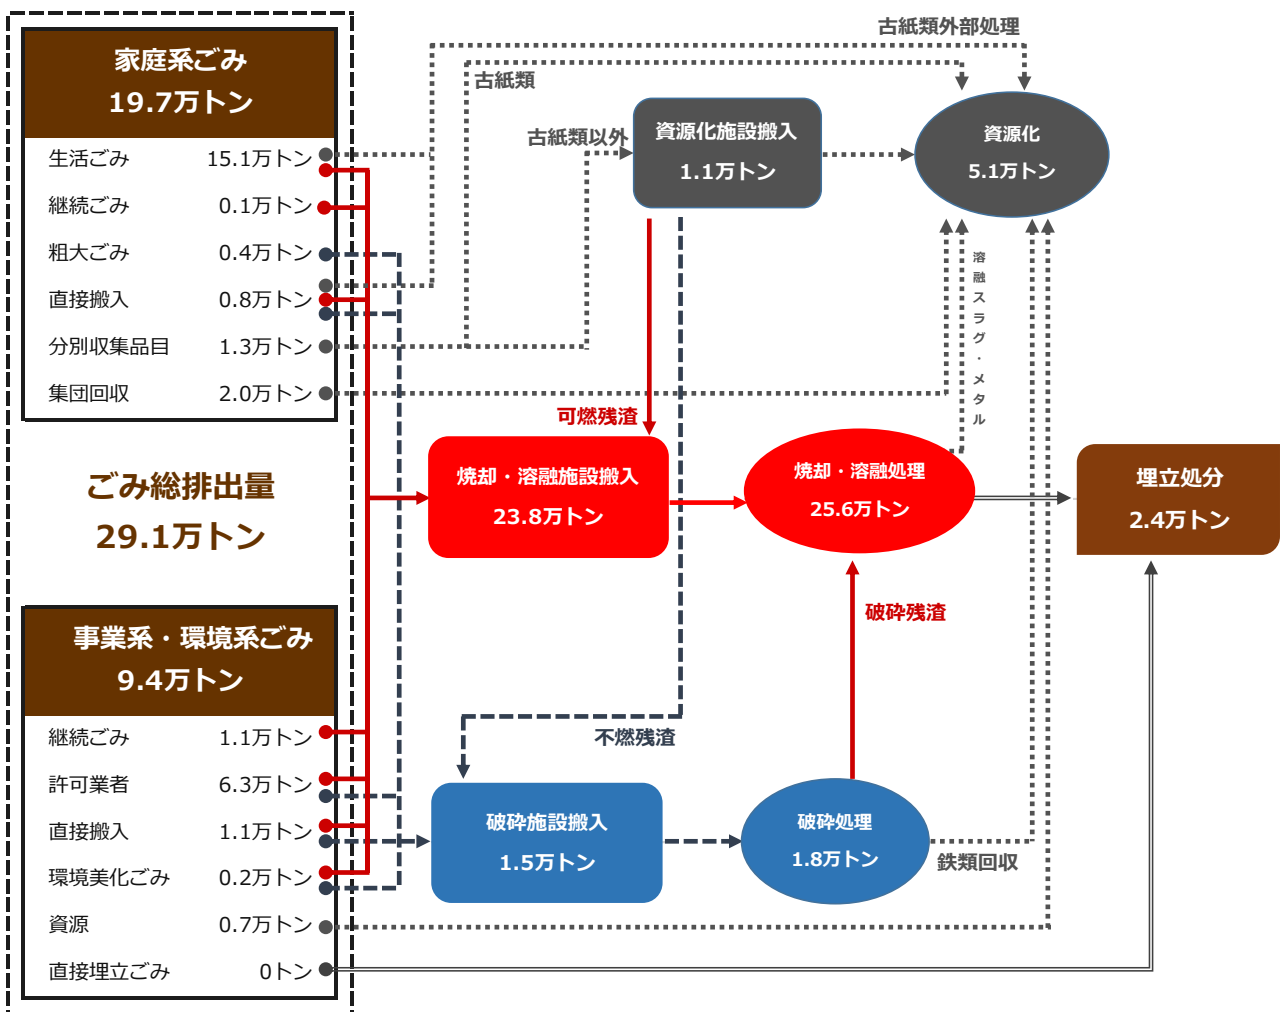 家庭系ごみ
19.7万トン
生活ごみ 15.1万トン
継続ごみ 0.1万トン
粗大ごみ 0.4万トン
直接搬入 0.8万トン
分別収集品目 1.3万トン
集団回収 2.0万トン
ごみ総排出量
29.1万トン
事業系・環境系ごみ
9.4万トン
継続ごみ 1.1万トン
許可業者 6.3万トン
直接搬入 1.1万トン
環境美化ごみ 0.2万トン
資源 0.7万トン
直接埋立ごみ 0トン
古紙類外部処理
古紙類
古紙類以外
資源化施設搬入
1.1万トン
資源化
5.1万トン
溶融スラグ・メタル
可燃残渣
焼却・溶融施設搬入
23.8万トン
焼却・溶融処理
25.6万トン
埋立処分
2.4万トン
破砕残渣
不燃残渣
破砕施設搬入
1.5万トン
破砕処理
1.8万トン
鉄類回収